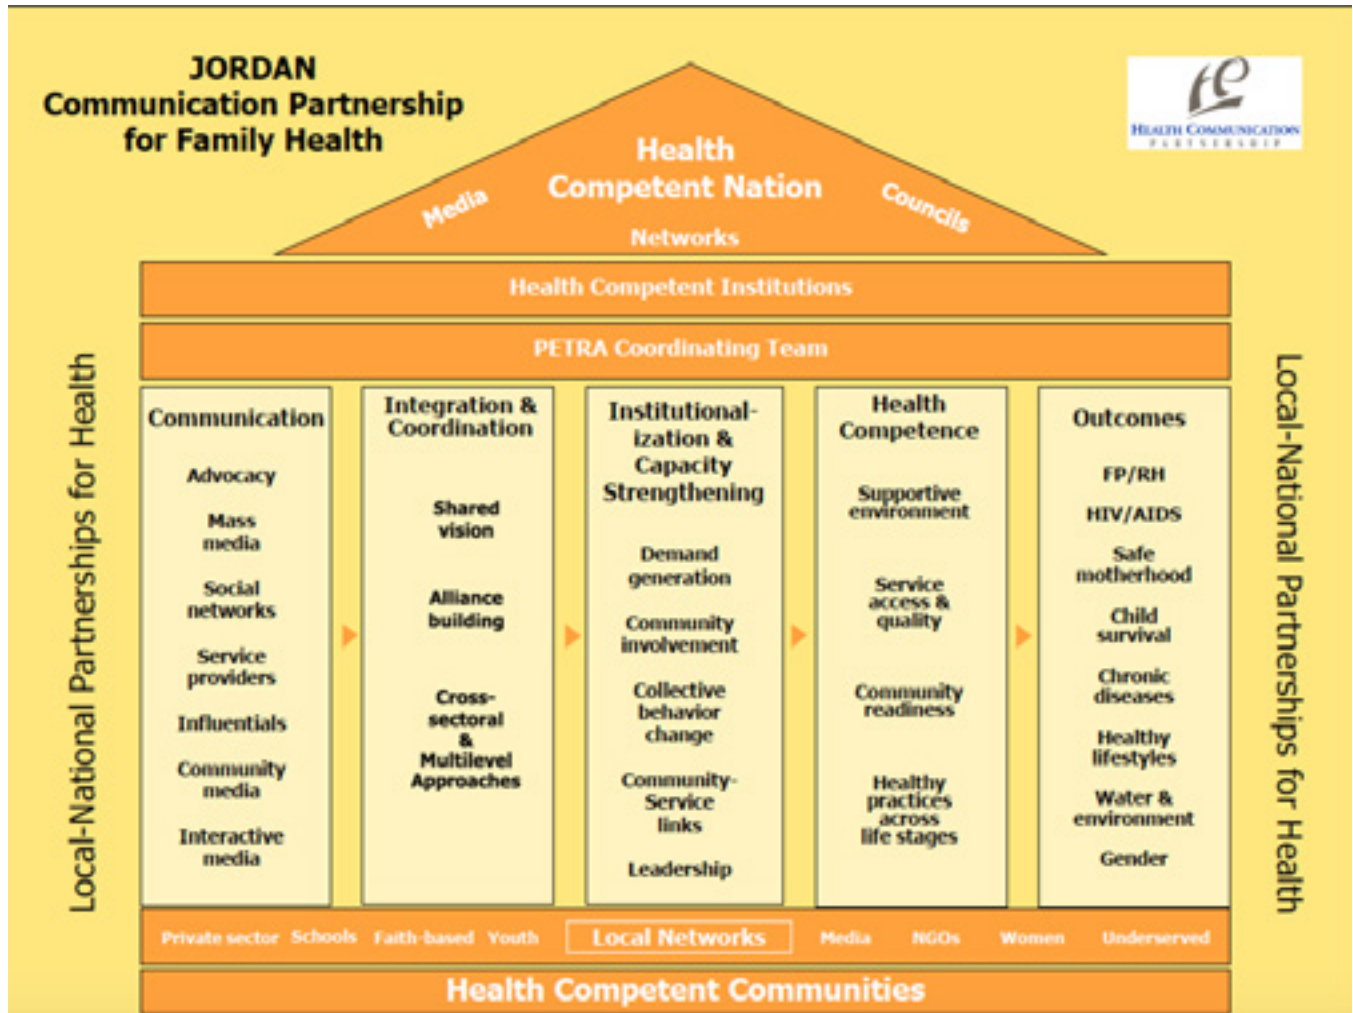 JORDAN
Communication Partnership
for Family Health
HEALTH COMMUNICATION
PARTNERSHIP
Health
Competent Nation
Media
Councils
Networks
Health Competent Institutions
PETRA Coordinating Team
Local-National Partnerships for Health
Communication
Advocacy
Mass
media
Social
networks
Service
providers
Influentials
Community
media
Interactive
media
Integration &
Coordination
Shared
vision
Alliance
building
Cross-
sectoral
&
Multilevel
Approaches
Institutional-
ization &
Capacity
Strengthening
Demand
generation
Community
involvement
Collective
behavior
change
Community-
Service
links
Leadership
Health
Competence
Supportive
environment
Service
access &
quality
Community
readiness
Healthy
practices
across
life stages
Outcomes
FP/RH
HIV/AIDS
Safe
motherhood
Child
survival
Chronic
diseases
Healthy
lifestyles
Water &
environment
Gender
Local-National Partnerships for Health
Private sector Schools Faith-based Youth Local Networks Media NGOs Women Underserved
Health Competent Communities